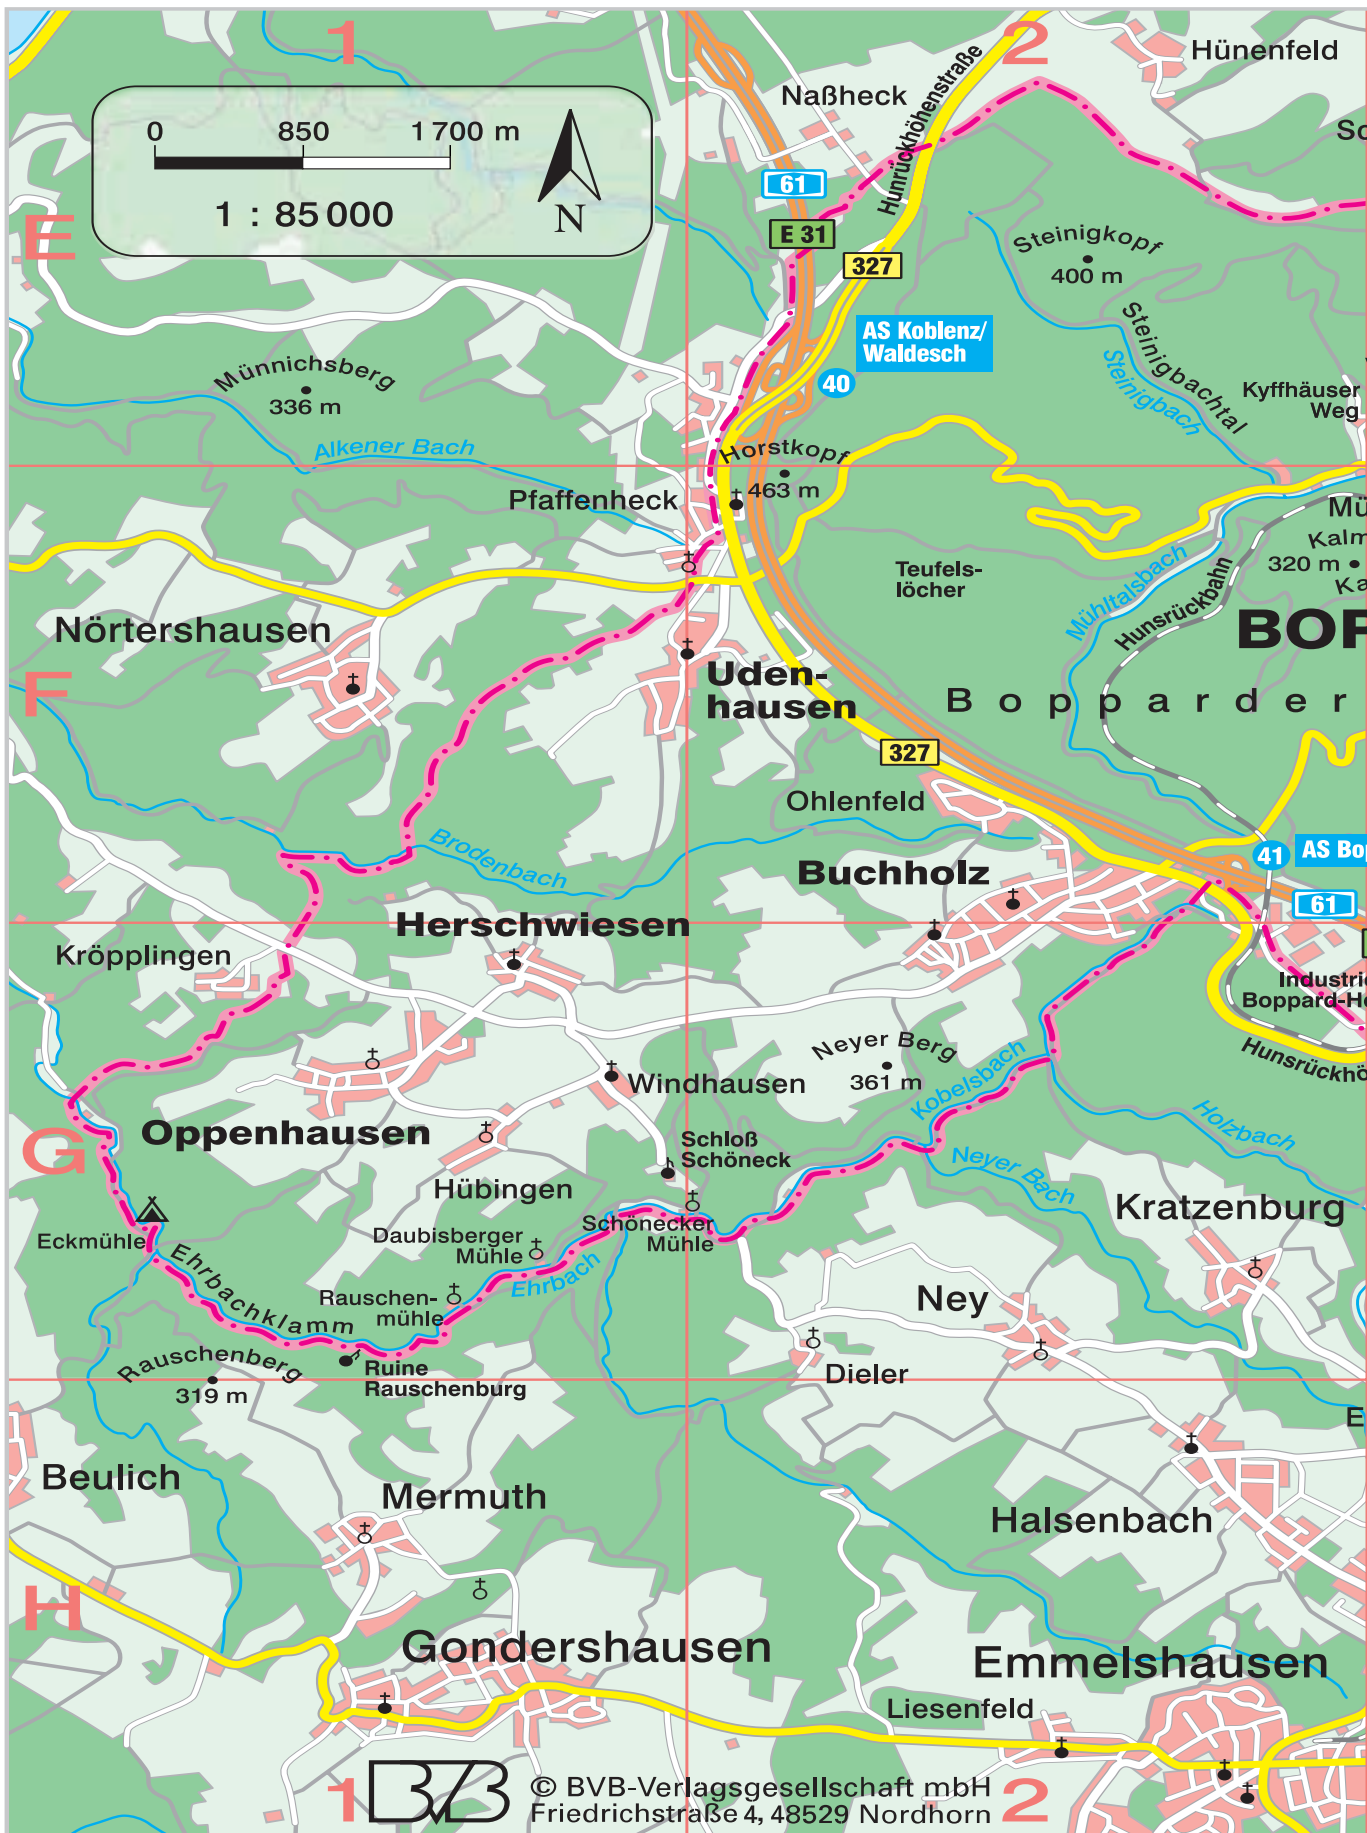 1
2
Hünenfeld
Naßheck
Hunrückhöhenstraße
0 850 1 700 m
1 : 85 000
N
E
61
E 31
327
Steinigkopf
400 m
AS Koblenz/
Waldesch
40
Steinigbachtal
Steinigbach
Kyffhäuser
Weg
Münnichsberg
336 m
Alkener Bach
Horstkopf
463 m
Pfaffenheck
Teufels-
löcher
Mühltalsbach
Hunsrückbahn
320 m
Nörtershausen
F
Uden-
hausen
Bopparder
327
Ohlenfeld
Brodenbach
Buchholz
41
61
Herschwiesen
Kröpplingen
Neyer Berg
361 m
Kobelsbach
Windhausen
Holzbach
G
Oppenhausen
Schloß
Schöneck
Neyer Bach
Hübingen
Kratzenburg
Schönecker
Mühle
Daubisberger
Mühle
Eckmühle
Ehrbachklamm
Ehrbach
Rauschen-
mühle
Ney
Rauschenberg
319 m
Ruine
Rauschenburg
Dieler
Beulich
Mermuth
Halsenbach
H
Gondershausen
Emmelshausen
Liesenfeld
1
BVB
© BVB-Verlagsgesellschaft mbH
Friedrichstraße 4, 48529 Nordhorn
2